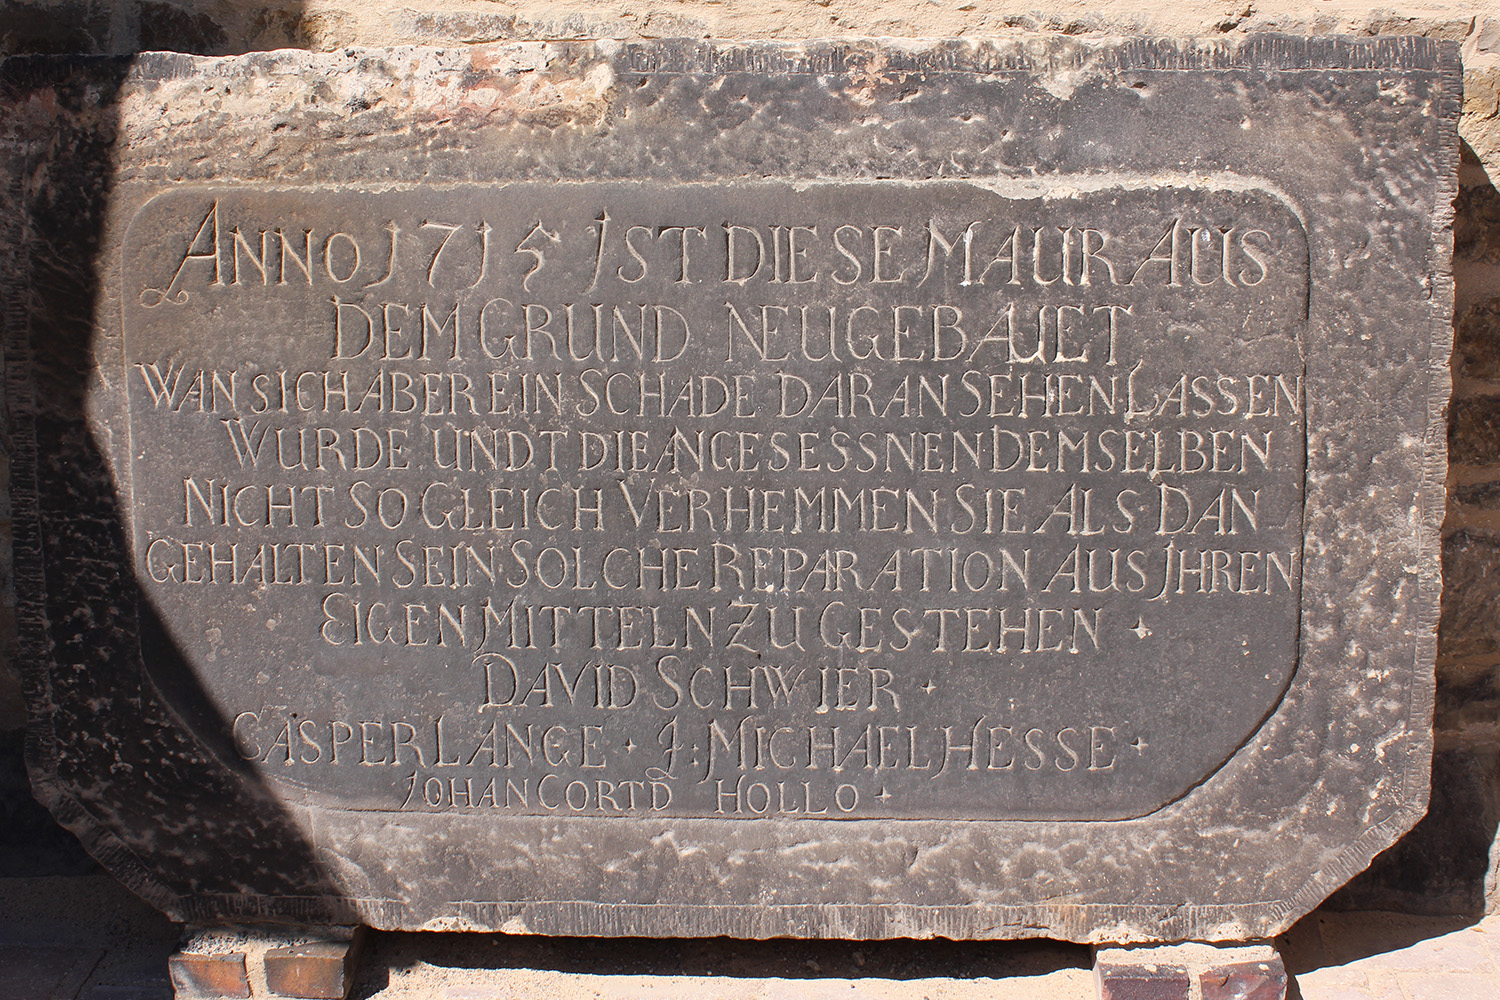 ANNO 1715 IST DIESE MAUR AUS
DEM GRUND NEUGEBAUET
WAN SICH ABER EIN SCHADE DARAN SEHEN LASSEN
WURDE UNDT DIE ANGESESSNEN DEMSELBEN
NICHT SO GLEICH VERHEMMEN SIE ALS DAN
GEHALTEN SEIN SOLCHE REPARATION AUS JHREN
EIGEN MITTELN ZU GESTEHEN
DAVID SCHWIER
CASPER LANGE · J: MICHAEL HESSE
JOHAN CORTD HOLLO